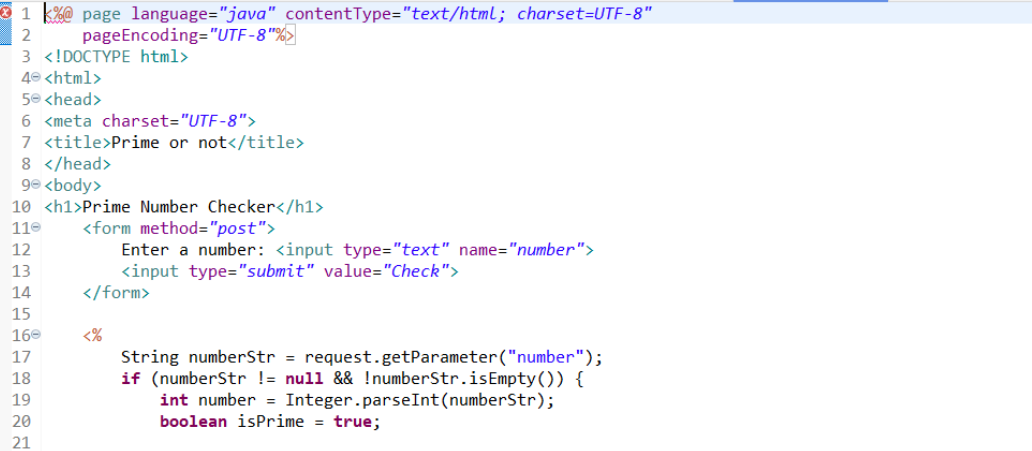 1 <%@ page language="java" contentType="text/html; charset=UTF-8"
2     pageEncoding="UTF-8"%>
3 <!DOCTYPE html>
4 <html>
5 <head>
6 <meta charset="UTF-8">
7 <title>Prime or not</title>
8 </head>
9 <body>
10 <h1>Prime Number Checker</h1>
11     <form method="post">
12         Enter a number: <input type="text" name="number">
13         <input type="submit" value="Check">
14     </form>
15
16     <%
17         String numberStr = request.getParameter("number");
18         if (numberStr != null && !numberStr.isEmpty()) {
19             int number = Integer.parseInt(numberStr);
20             boolean isPrime = true;
21